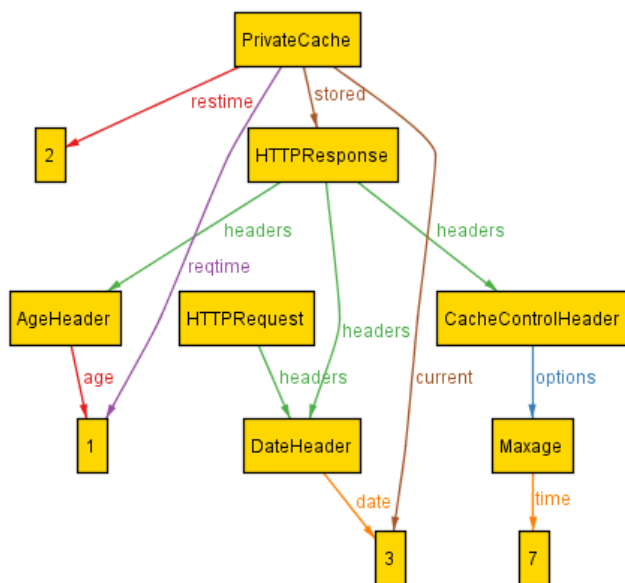 PrivateCache
restime
stored
2
HTTPResponse
headers
headers
reqtime
AgeHeader
HTTPRequest
CacheControlHeader
headers
age
headers
current
options
1
DateHeader
Maxage
date
time
3
7